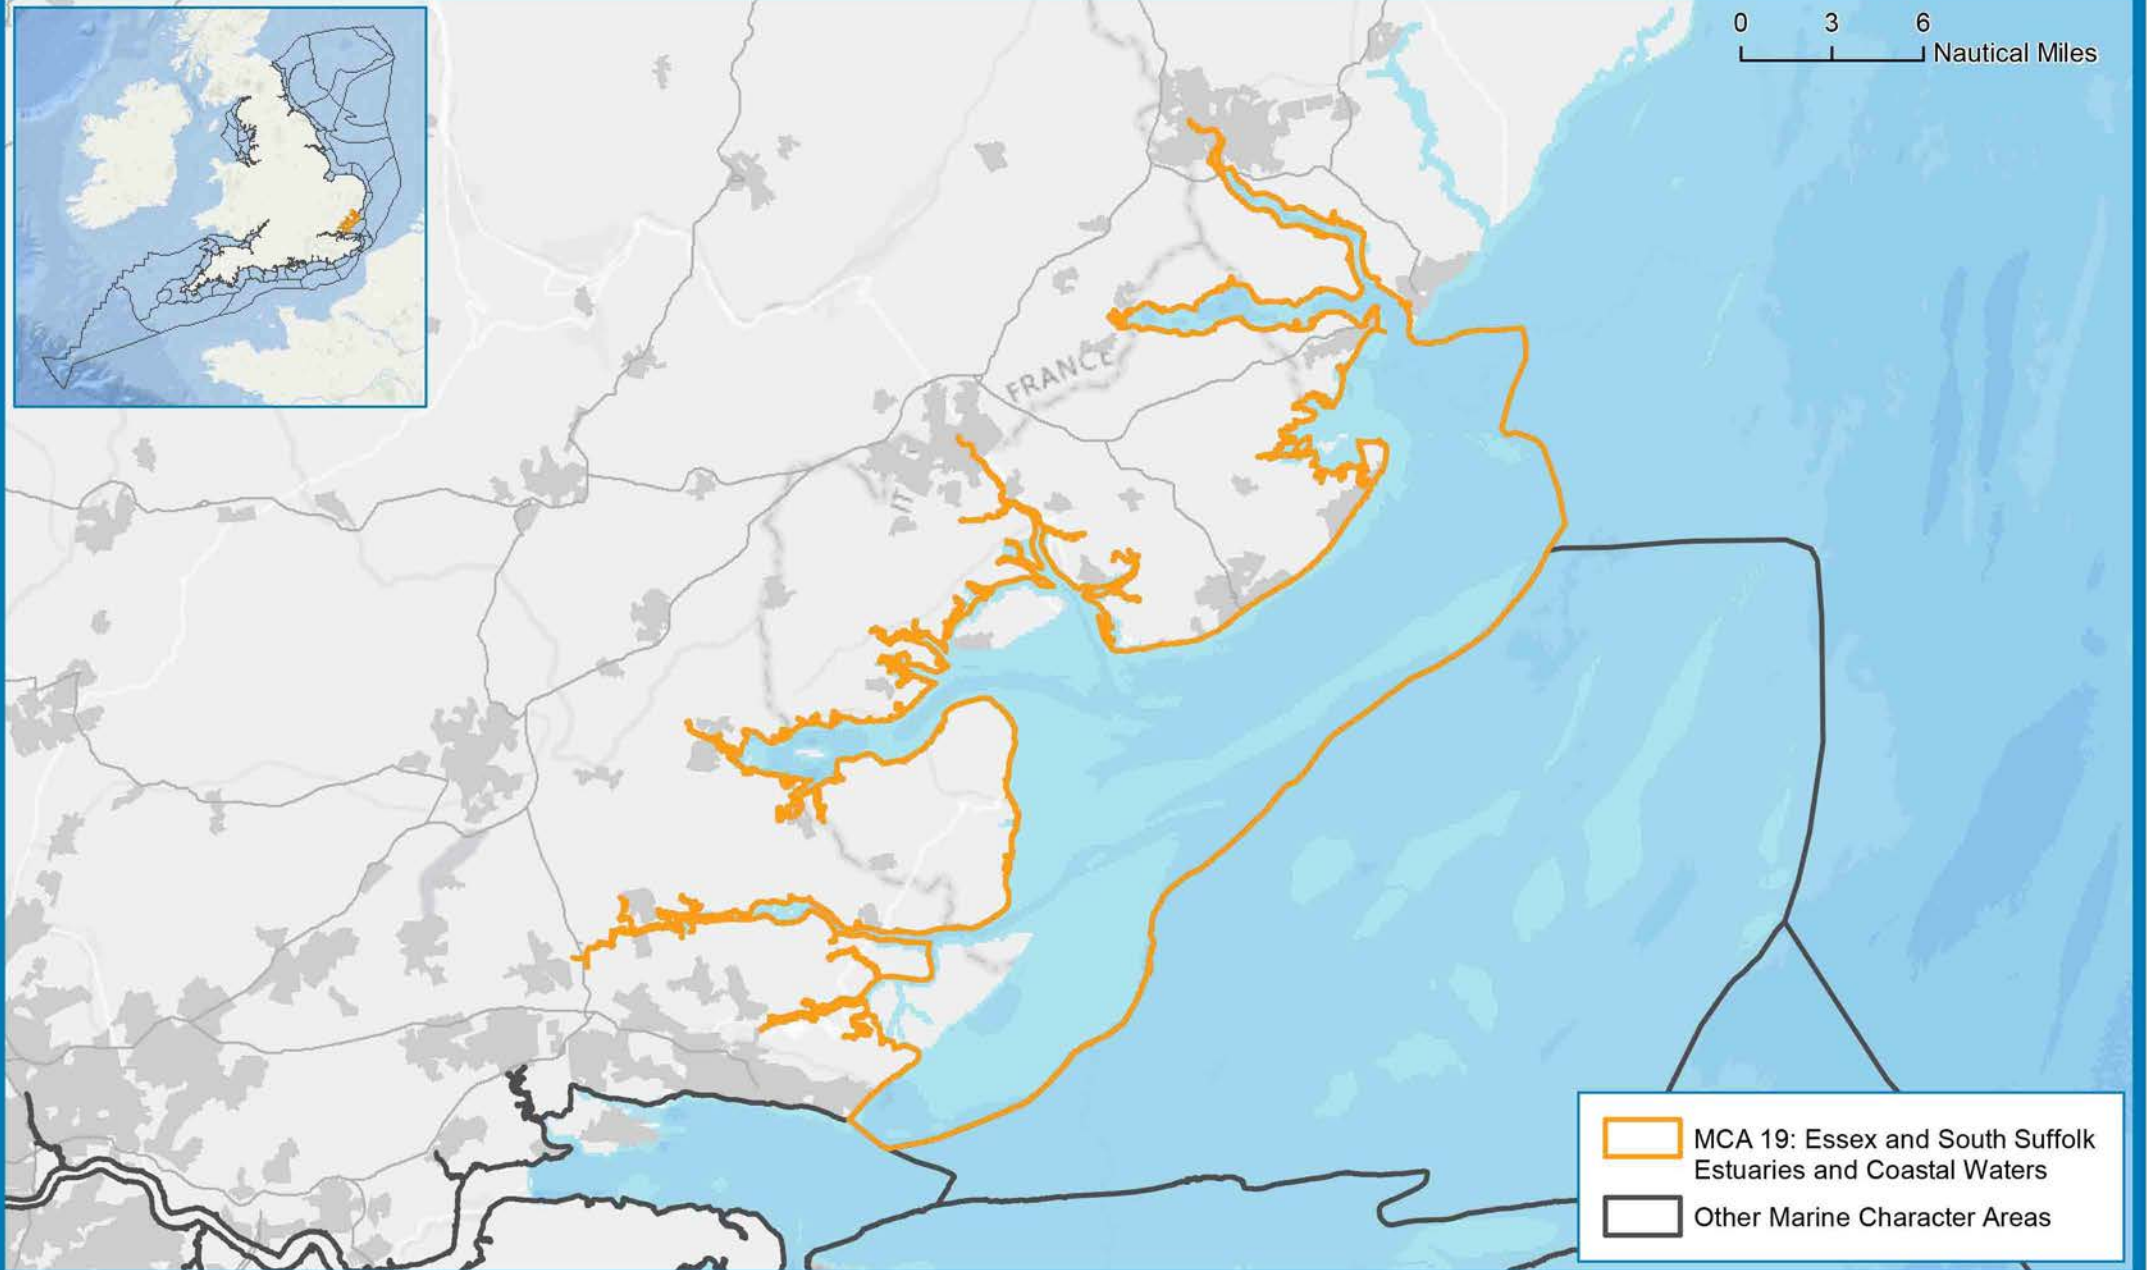 0 3 6
Nautical Miles
FRANCE
IT
MCA 19: Essex and South Suffolk
Estuaries and Coastal Waters
Other Marine Character Areas